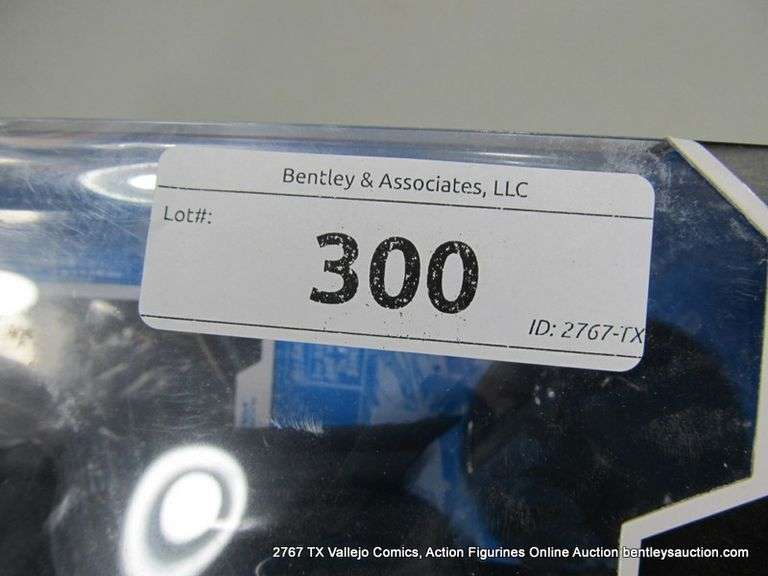 Bentley & Associates, LLC
Lot#:
300
ID: 2767-TX
2767 TX Vallejo Comics, Action Figurines Online Auction bentleysauction.com